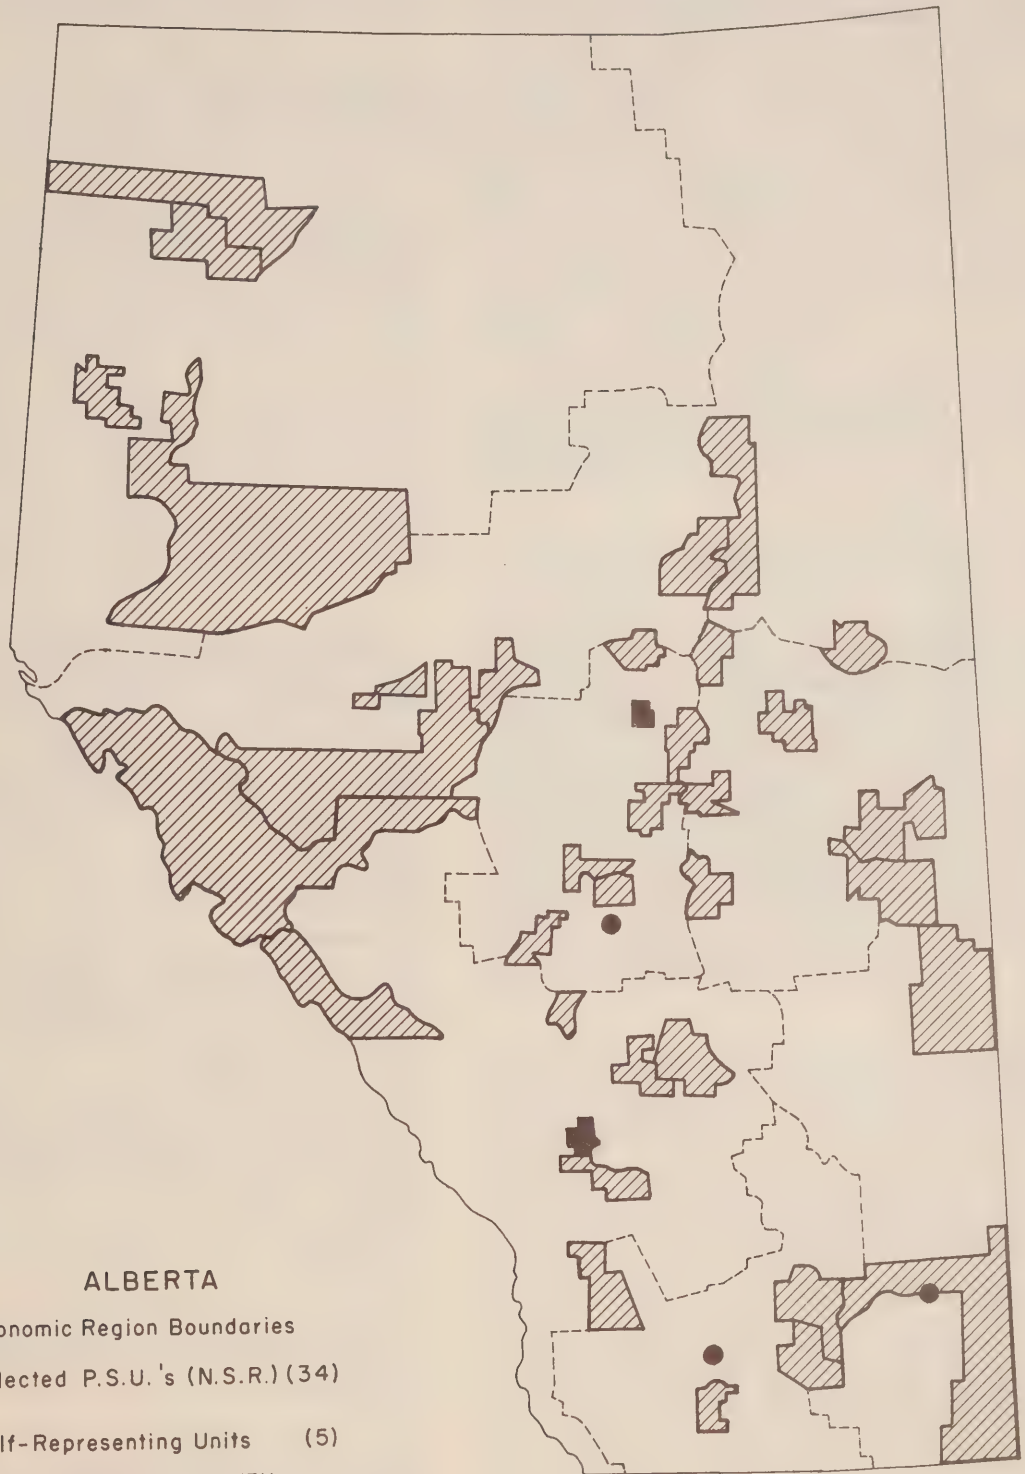 ALBERTA
onomic Region Boundaries
lected P.S.U.'s (N.S.R.) (34)
lf-Representing Units (5)